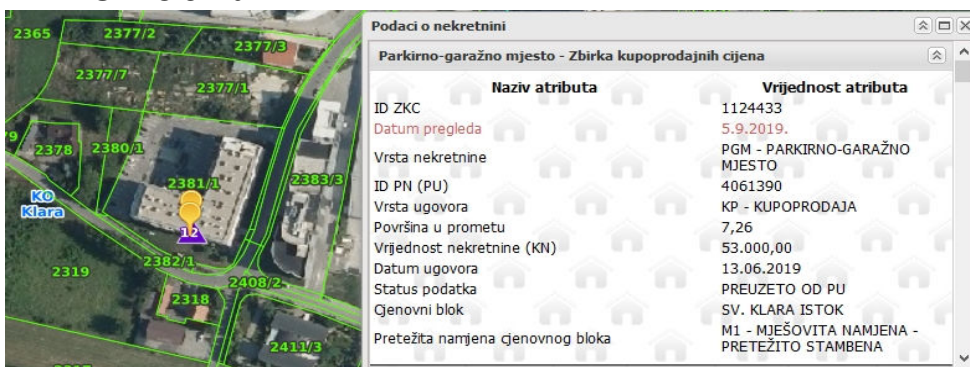 2365
2377/2
2377/3
2377/7
2377/1
9
2378
2380/1
2381/1
2383/3
KO
Klara
12
2382/1
2319
2408/2
2318
2411/3
Podaci o nekretnini
Parkirno-garažno mjesto - Zbirka kupoprodajnih cijena
Naziv atributa Vrijednost atributa
ID ZKC 1124433
Datum pregleda 5.9.2019.
Vrsta nekretnine PGM - PARKIRNO-GARAŽNO
MJESTO
ID PN (PU) 4061390
Vrsta ugovora KP - KUPOPRODAJA
Površina u prometu 7,26
Vrijednost nekretnine (KN) 53.000,00
Datum ugovora 13.06.2019
Status podatka PREUZETO OD PU
Cjenovni blok SV. KLARA ISTOK
Pretežita namjena cjenovnog bloka M1 - MJEŠOVITA NAMJENA -
PRETEŽITO STAMBENA